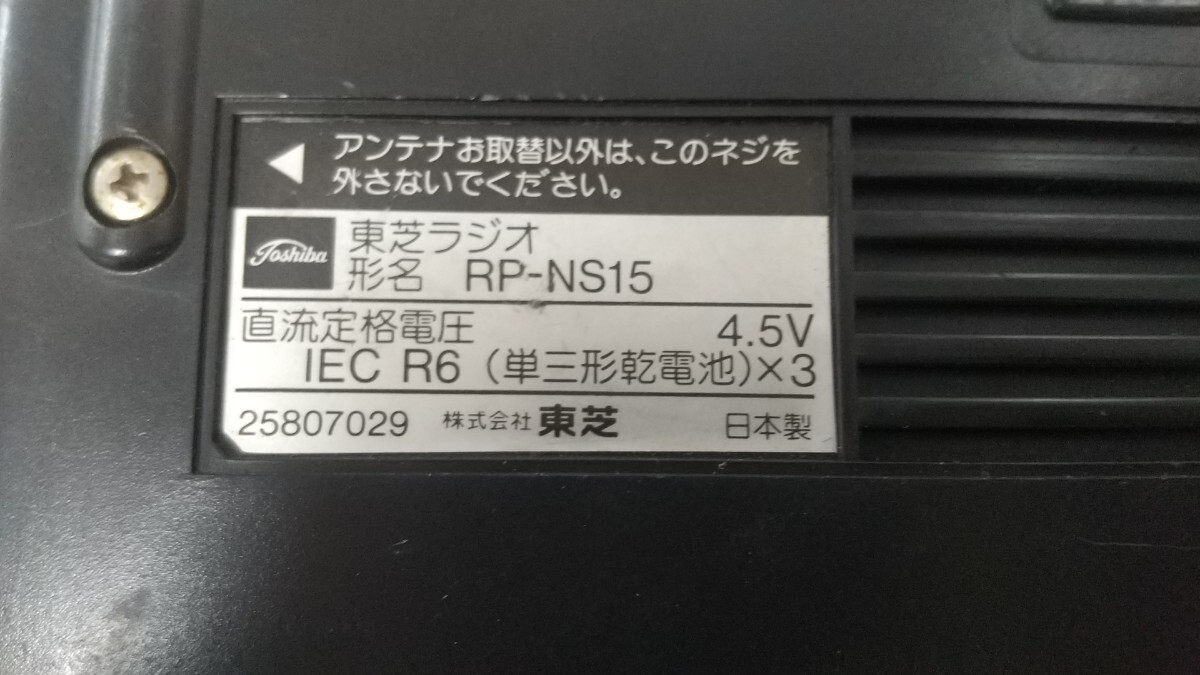 アンテナお取替以外は、このネジを
外さないでください。
Toshiba
東芝ラジオ
形名 RP-NS15
直流定格電圧 4.5V
IEC R6 (単三形乾電池)×3
25807029 株式会社 東芝 日本製